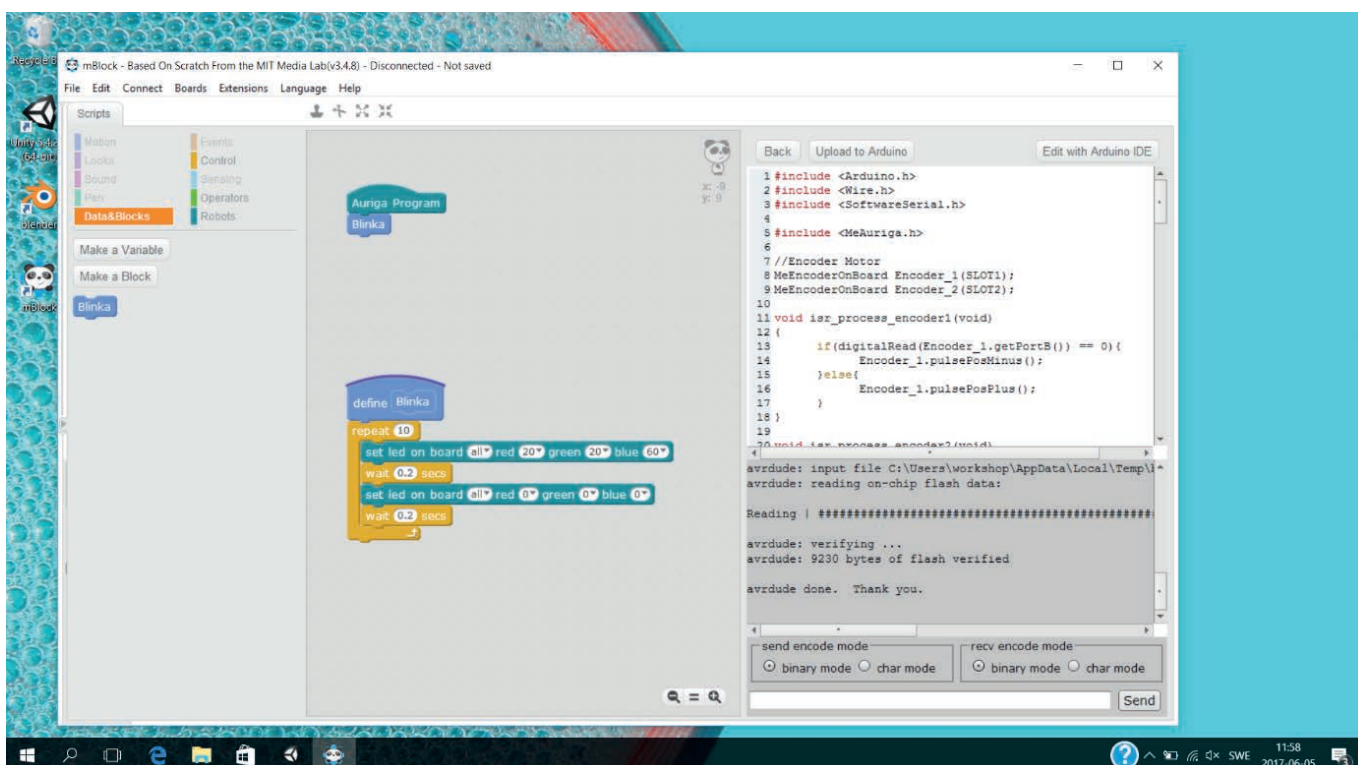 Recycle B
mBlock - Based On Scratch From the MIT Media Lab(v3.4.8) - Disconnected - Not saved
File Edit Connect Boards Extensions Language Help
Scripts
Motion Events
Looks Control
Sound Sensing
Pen Operators
Data&Blocks Robots
Make a Variable
Make a Block
Blinka
blender
mBlock
Auriga Program
Blinka
x: -9
y: 9
define Blinka
repeat 10
set led on board all red 20 green 20 blue 60
wait 0.2 secs
set led on board all red 0 green 0 blue 0
wait 0.2 secs
Back Upload to Arduino Edit with Arduino IDE
1 #include <Arduino.h>
2 #include <Wire.h>
3 #include <SoftwareSerial.h>
4
5 #include <MeAuriga.h>
6
7 //Encoder Motor
8 MeEncoderOnBoard Encoder_1(SLOT1);
9 MeEncoderOnBoard Encoder_2(SLOT2);
10
11 void isr_process_encoder1(void)
12 {
13 if(digitalRead(Encoder_1.getPortB()) == 0){
14 Encoder_1.pulsePosMinus();
15 }else{
16 Encoder_1.pulsePosPlus();
17 }
18 }
19
20 void isr_process_encoder2(void)
avrdude: input file C:\Users\workshop\AppData\Local\Temp\
avrdude: reading on-chip flash data:
Reading | ################################################
avrdude: verifying ...
avrdude: 9230 bytes of flash verified
avrdude done. Thank you.
send encode mode recv encode mode
binary mode char mode binary mode char mode
Send
SWE
11:58
2017-06-05